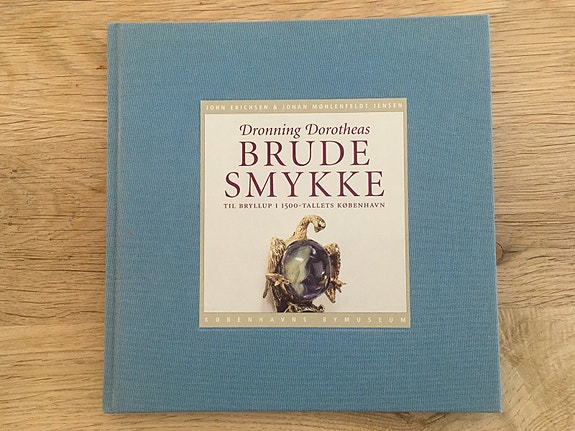 JOHN ERICHSEN & JOHAN MØHLENFELDT JENSEN
Dronning Dorotheas
BRUDE
SMYKKE
TIL BRYLLUP I 1500-TALLETS KØBENHAVN
KØBENHAVNS BYMUSEUM